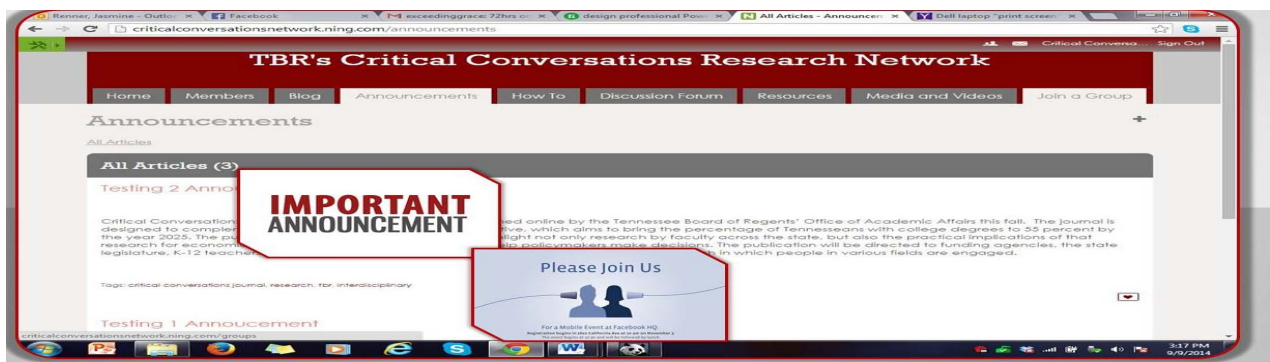 Renner, Jasmine - Outlo
Facebook
exceedinggrace: 72hrs or
design professional Powe
All Articles - Announcem
Dell laptop "print screen
criticalconversationsnetwork.ning.com/announcements
Critical Conversa... Sign Out
TBR's Critical Conversations Research Network
Home Members Blog Announcements How To Discussion Forum Resources Media and Videos Join a Group
Announcements
All Articles
All Articles (3)
Testing 2 Anno
IMPORTANT
ANNOUNCEMENT
Critical Conversation ed online by the Tennessee Board of Regents' Office of Academic Affairs this fall. The journal is
designed to complem tive, which aims to bring the percentage of Tennesseans with college degrees to 55 percent by
the year 2025. The pu light not only research by faculty across the state, but also the practical implications of that
research for econom elp policymakers make decisions. The publication will be directed to funding agencies, the state
legislature, K-12 teacher in which people in various fields are engaged.
Please Join Us
For a Mobile Event at Facebook HQ.
Tags: critical conversations journal, research, tbr, interdisciplinary
Testing 1 Annoucement
criticalconversationsnetwork.ning.com/groups
3:17 PM
9/9/2014